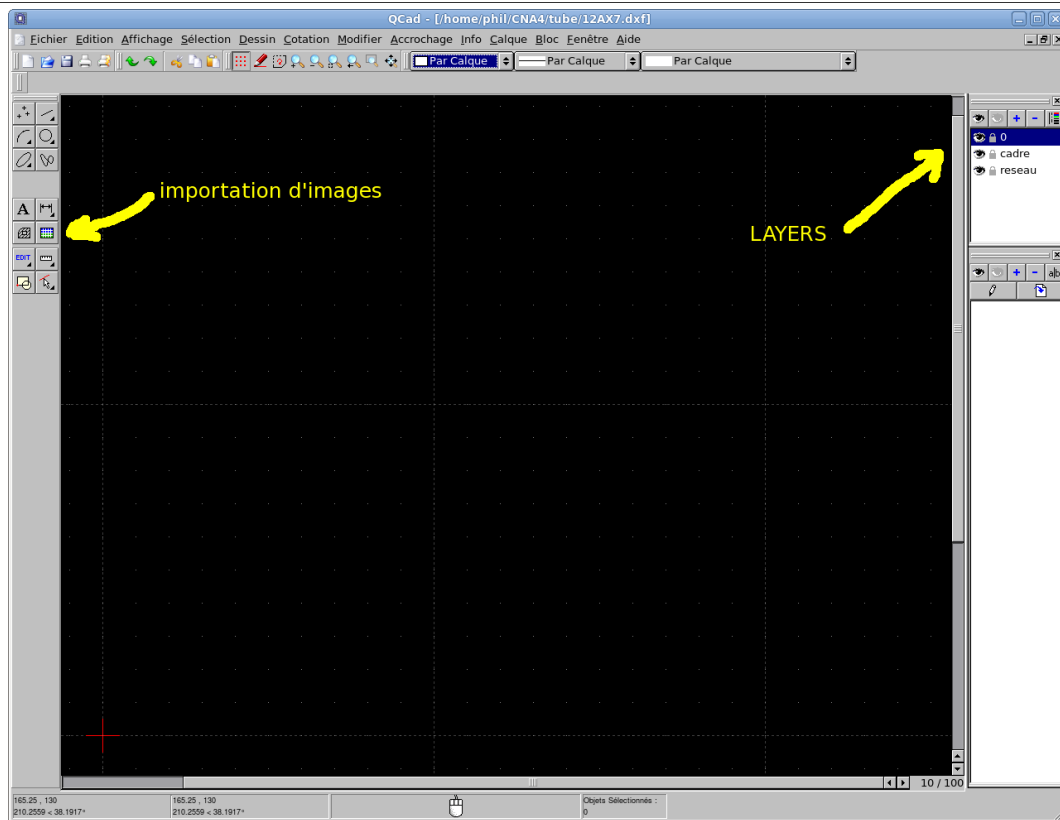 QCad - [/home/phil/CNA4/tube/12AX7.dxf]
Fichier Edition Affichage Sélection Dessin Cotation Modifier Accrochage Info Calque Bloc Fenêtre Aide
Par Calque Par Calque Par Calque
0
cadre
reseau
importation d'images
LAYERS
A
EDIT
ab
10 / 100
165.25 , 130 165.25 , 130 Objets Sélectionnés :
210.2559 < 38.1917° 210.2559 < 38.1917° 0